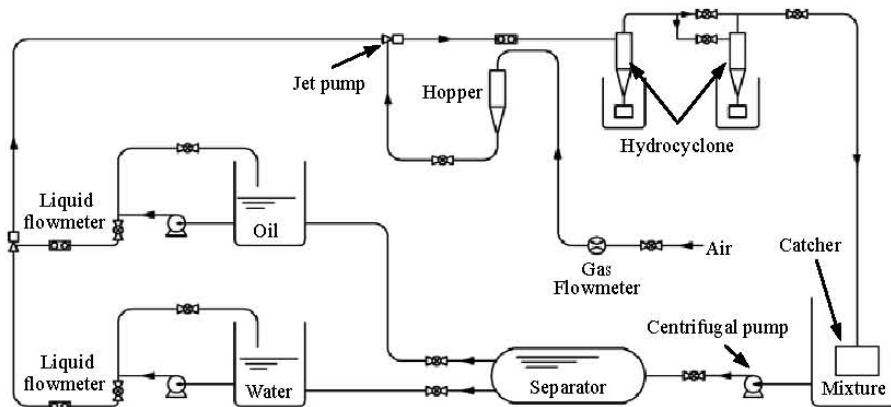 Jet pump
Hopper
Hydrocyclone
Liquid
flowmeter
Oil
Air
Gas
Flowmeter
Catcher
Centrifugal pump
Liquid
flowmeter
Water
Separator
Mixture